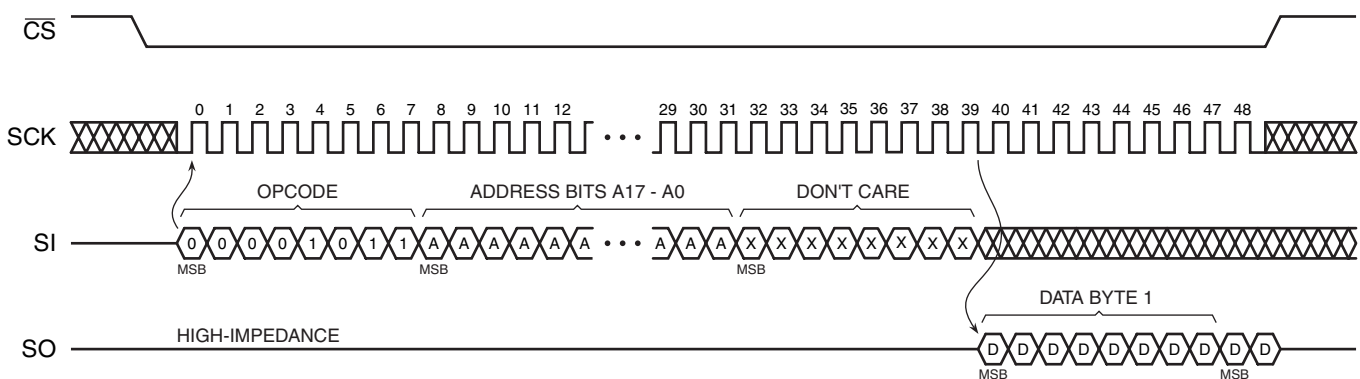 CS
0 1 2 3 4 5 6 7 8 9 10 11 12 29 30 31 32 33 34 35 36 37 38 39 40 41 42 43 44 45 46 47 48
SCK
OPCODE ADDRESS BITS A17 - A0 DON'T CARE
SI 0 0 0 0 1 0 1 1 A A A A A A A A A X X X X X X X X
MSB MSB MSB
DATA BYTE 1
HIGH-IMPEDANCE
SO D D D D D D D D D D
MSB MSB